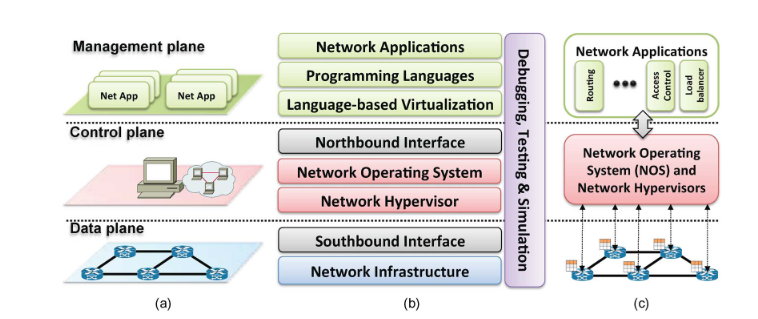 Management plane
Net App
Net App
Control plane
Data plane
(a)
Network Applications
Programming Languages
Language-based Virtualization
Northbound Interface
Network Operating System
Network Hypervisor
Southbound Interface
Network Infrastructure
Debugging, Testing & Simulation
(b)
Network Applications
Routing
Access
Control
Load
balancer
Network Operating
System (NOS) and
Network Hypervisors
(c)